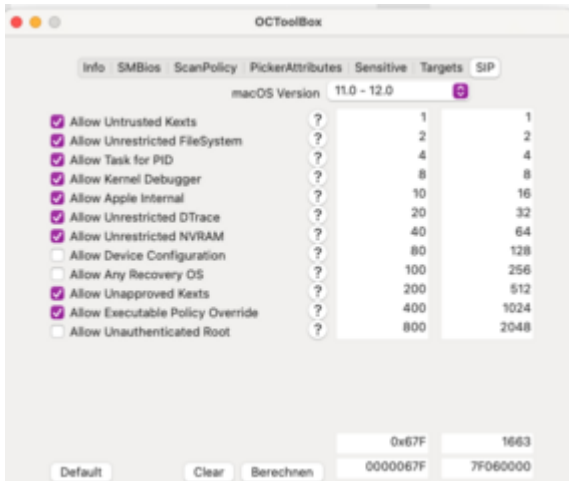 OCToolBox
Info SMBios ScanPolicy PickerAttributes Sensitive Targets SIP
macOS Version 11.0 - 12.0
Allow Untrusted Kexts ? 1 1
Allow Unrestricted FileSystem ? 2 2
Allow Task for PID ? 4 4
Allow Kernel Debugger ? 8 8
Allow Apple Internal ? 10 16
Allow Unrestricted DTrace ? 20 32
Allow Unrestricted NVRAM ? 40 64
Allow Device Configuration ? 80 128
Allow Any Recovery OS ? 100 256
Allow Unapproved Kexts ? 200 512
Allow Executable Policy Override ? 400 1024
Allow Unauthenticated Root ? 800 2048
0x67F 1663
Default Clear Berechnen 0000067F 7F060000